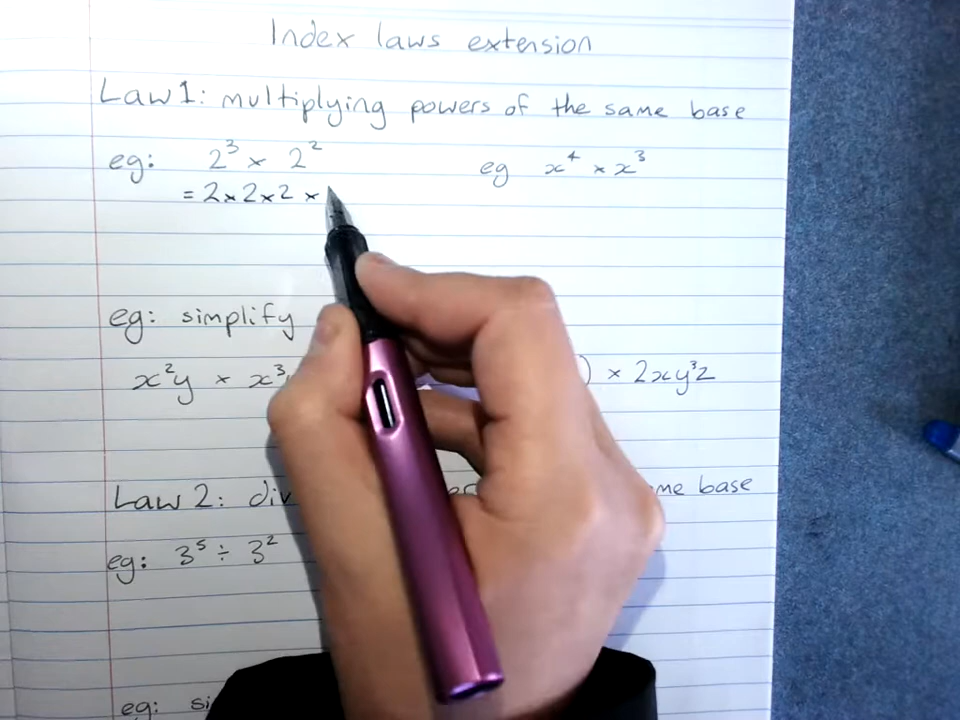 Index laws extension
Law 1: multiplying powers of the same base
eg: 2³ × 2² eg x⁴ × x³
= 2 × 2 × 2 ×
eg: simplify
x²y × x³ ) × 2xy³z
Law 2: div me base
eg: 3⁵ ÷ 3²
eg: si